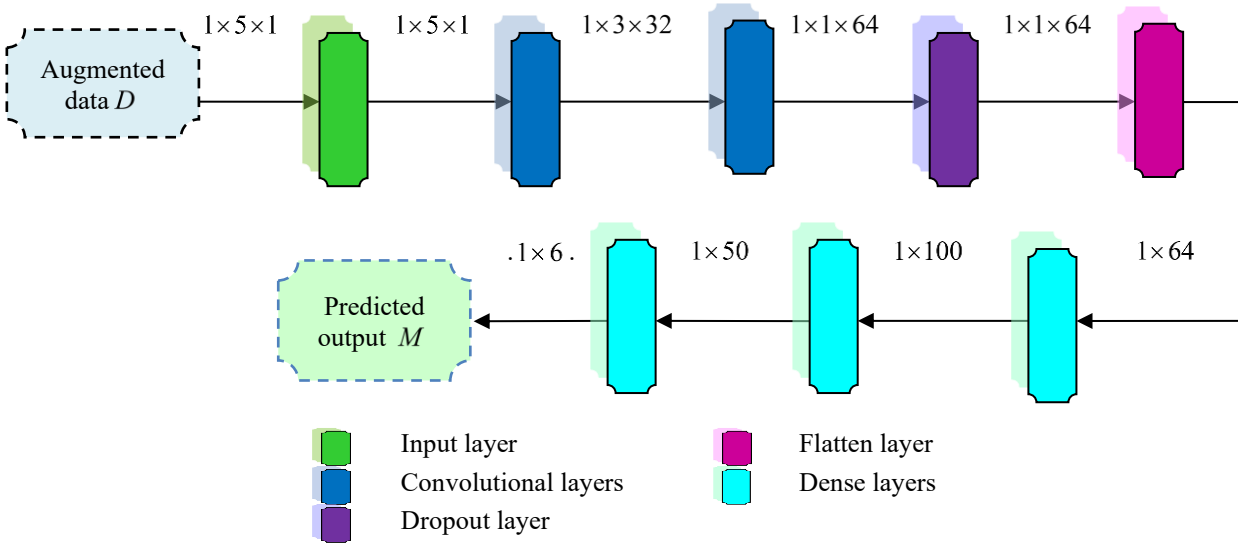 1×5×1 1×5×1 1×3×32 1×1×64 1×1×64
Augmented
data D
.1×6. 1×50 1×100 1×64
Predicted
output M
Input layer Flatten layer
Convolutional layers Dense layers
Dropout layer